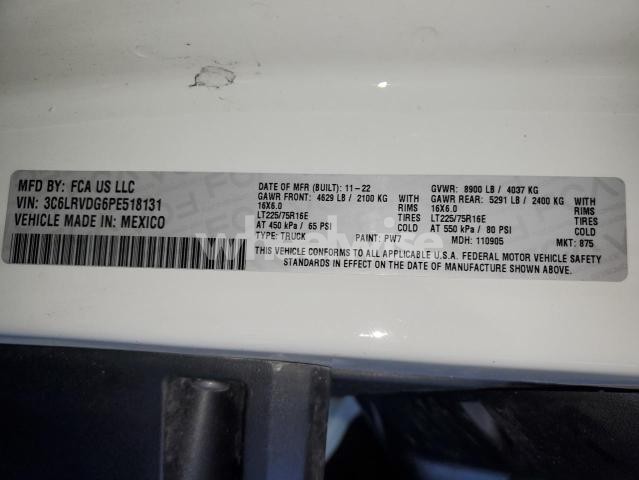 MFD BY: FCA US LLC
VIN: 3C6LRVDG6PE518131
VEHICLE MADE IN: MEXICO
DATE OF MFR (BUILT): 11-22 GVWR: 8900 LB / 4037 KG
GAWR FRONT: 4629 LB / 2100 KG WITH GAWR REAR: 5291 LB / 2400 KG WITH
16X6.0 RIMS 16X6.0 RIMS
LT225/75R16E TIRES LT225/75R16E TIRES
AT 450 kPa / 65 PSI COLD AT 550 kPa / 80 PSI COLD
TYPE: TRUCK PAINT: PW7 MDH: 110905 MKT: 875
THIS VEHICLE CONFORMS TO ALL APPLICABLE U.S.A. FEDERAL MOTOR VEHICLE SAFETY
STANDARDS IN EFFECT ON THE DATE OF MANUFACTURE SHOWN ABOVE.